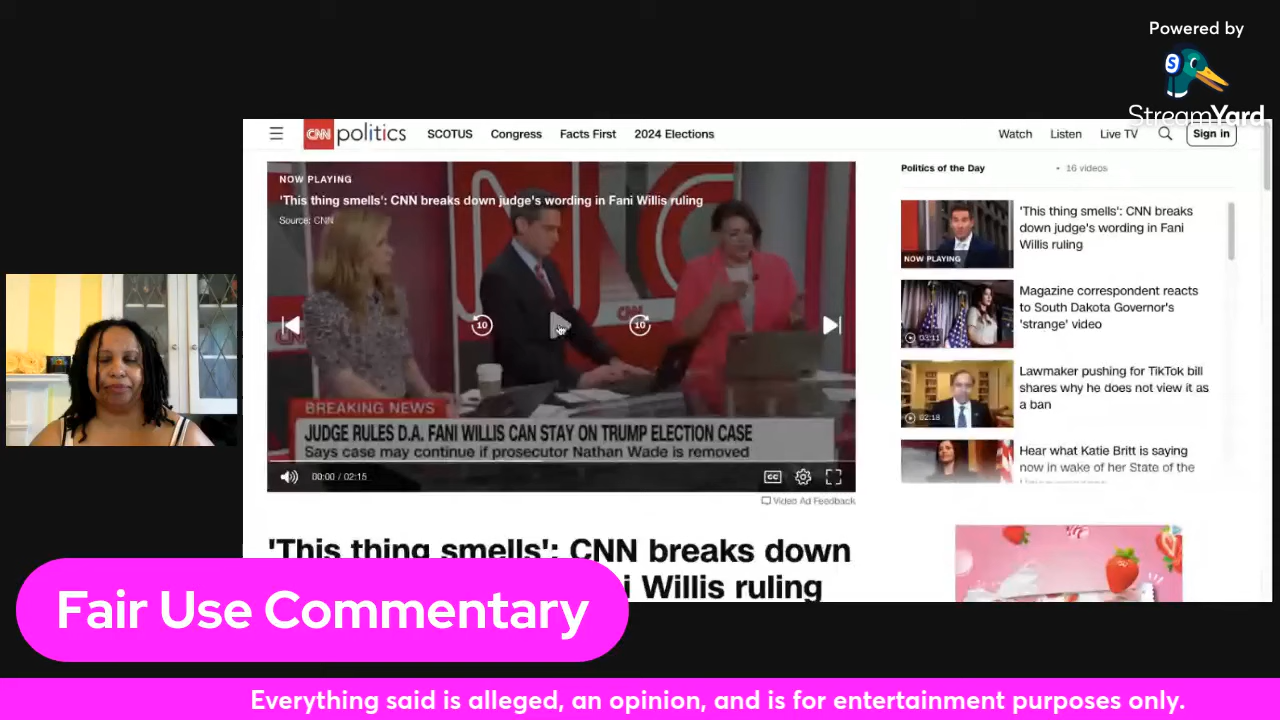 Powered by
StreamYard
CNN politics SCOTUS Congress Facts First 2024 Elections Watch Listen Live TV Sign in
NOW PLAYING
'This thing smells': CNN breaks down judge's wording in Fani Willis ruling
Source: CNN
10 10
CNN
BREAKING NEWS
JUDGE RULES D.A. FANI WILLIS CAN STAY ON TRUMP ELECTION CASE
Says case may continue if prosecutor Nathan Wade is removed
00:00 / 02:15 CC
Video Ad Feedback
'This thing smells': CNN breaks down
Willis ruling
Politics of the Day • 16 videos
NOW PLAYING
'This thing smells': CNN breaks
down judge's wording in Fani
Willis ruling
03:11
Magazine correspondent reacts
to South Dakota Governor's
'strange' video
02:18
Lawmaker pushing for TikTok bill
shares why he does not view it as
a ban
Hear what Katie Britt is saying
now in wake of her State of the
Fair Use Commentary
Everything said is alleged, an opinion, and is for entertainment purposes only.